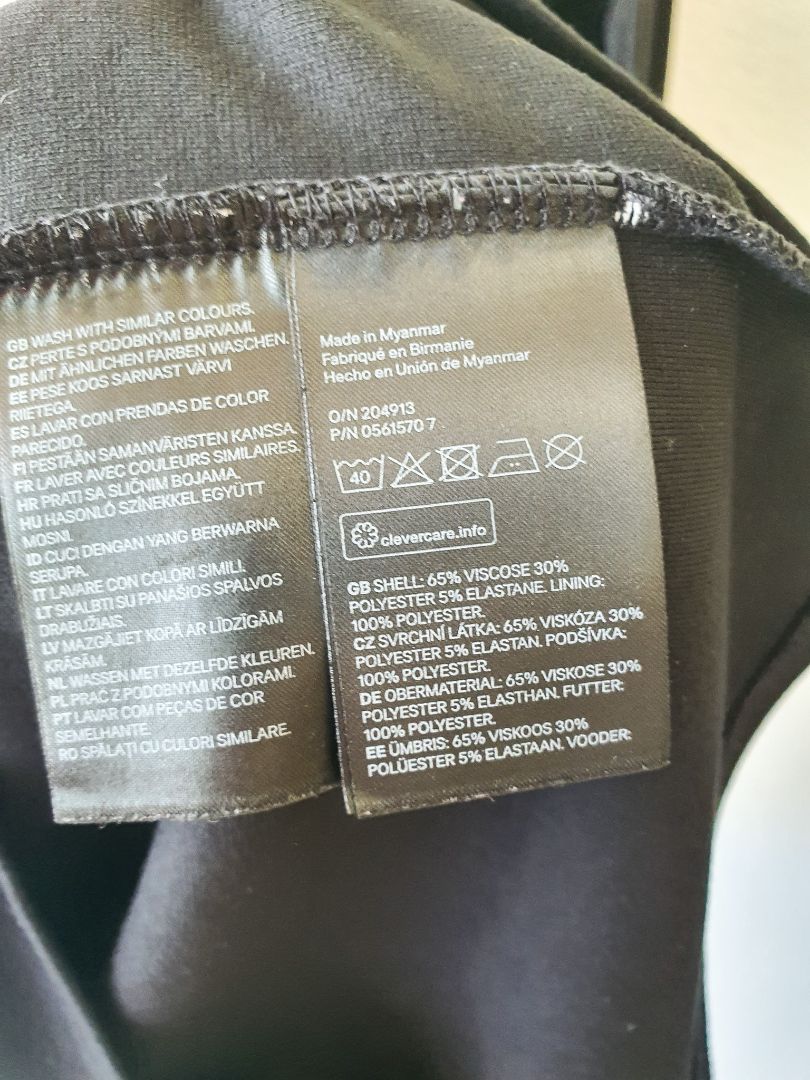 GB WASH WITH SIMILAR COLOURS.
CZ PERTE S PODOBNÝMI BARVAMI.
DE MIT ÄHNLICHEN FARBEN WASCHEN.
EE PESE KOOS SARNAST VÄRVI
RIIETEGA.
ES LAVAR CON PRENDAS DE COLOR
PARECIDO.
FI PESTÄÄN SAMANVÄRISTEN KANSSA.
FR LAVER AVEC COULEURS SIMILAIRES.
HR PRATI SA SLIČNIM BOJAMA.
HU HASONLÓ SZÍNEKKEL EGYÜTT
MOSNI.
ID CUCI DENGAN YANG BERWARNA
SERUPA.
IT LAVARE CON COLORI SIMILI.
LT SKALBTI SU PANAŠIOS SPALVOS
DRABUŽIAIS.
LV MAZGĀJIET KOPĀ AR LĪDZĪGĀM
KRĀSĀM.
NL WASSEN MET DEZELFDE KLEUREN.
PL PRAĆ Z PODOBNYMI KOLORAMI.
PT LAVAR COM PEÇAS DE COR
SEMELHANTE.
RO SPĂLAȚI CU CULORI SIMILARE.
Made in Myanmar
Fabriqué en Birmanie
Hecho en Unión de Myanmar
O/N 204913
P/N 0561570 7
40
clevercare.info
GB SHELL: 65% VISCOSE 30%
POLYESTER 5% ELASTANE. LINING:
100% POLYESTER.
CZ SVRCHNÍ LÁTKA: 65% VISKÓZA 30%
POLYESTER 5% ELASTAN. PODŠÍVKA:
100% POLYESTER.
DE OBERMATERIAL: 65% VISKOSE 30%
POLYESTER 5% ELASTHAN. FUTTER:
100% POLYESTER.
EE ÜMBRIS: 65% VISKOOS 30%
POLÜESTER 5% ELASTAAN. VOODER: